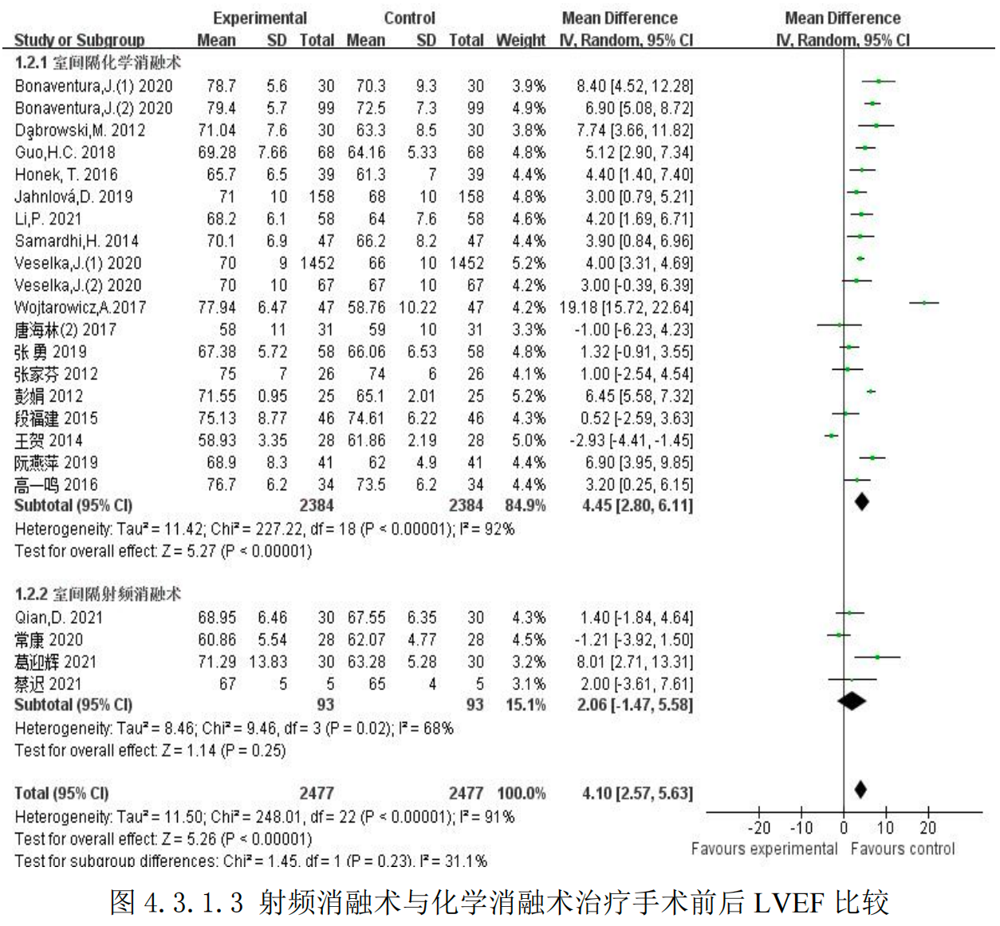 Experimental Control Mean Difference Mean Difference
Study or Subgroup Mean SD Total Mean SD Total Weight IV, Random, 95% CI IV, Random, 95% CI
1.2.1 室间隔化学消融术
Bonaventura,J.(1) 2020 78.7 5.6 30 70.3 9.3 30 3.9% 8.40 [4.52, 12.28]
Bonaventura,J.(2) 2020 79.4 5.7 99 72.5 7.3 99 4.9% 6.90 [5.08, 8.72]
Dąbrowski,M. 2012 71.04 7.6 30 63.3 8.5 30 3.8% 7.74 [3.66, 11.82]
Guo,H.C. 2018 69.28 7.66 68 64.16 5.33 68 4.8% 5.12 [2.90, 7.34]
Honek, T. 2016 65.7 6.5 39 61.3 7 39 4.4% 4.40 [1.40, 7.40]
Jahnlová,D. 2019 71 10 158 68 10 158 4.8% 3.00 [0.79, 5.21]
Li,P. 2021 68.2 6.1 58 64 7.6 58 4.6% 4.20 [1.69, 6.71]
Samardhi,H. 2014 70.1 6.9 47 66.2 8.2 47 4.4% 3.90 [0.84, 6.96]
Veselka,J.(1) 2020 70 9 1452 66 10 1452 5.2% 4.00 [3.31, 4.69]
Veselka,J.(2) 2020 70 10 67 67 10 67 4.2% 3.00 [-0.39, 6.39]
Wojtarowicz,A.2017 77.94 6.47 47 58.76 10.22 47 4.2% 19.18 [15.72, 22.64]
唐海林(2) 2017 58 11 31 59 10 31 3.3% -1.00 [-6.23, 4.23]
张 勇 2019 67.38 5.72 58 66.06 6.53 58 4.8% 1.32 [-0.91, 3.55]
张家芬 2012 75 7 26 74 6 26 4.1% 1.00 [-2.54, 4.54]
彭娟 2012 71.55 0.95 25 65.1 2.01 25 5.2% 6.45 [5.58, 7.32]
段福建 2015 75.13 8.77 46 74.61 6.22 46 4.3% 0.52 [-2.59, 3.63]
王贺 2014 58.93 3.35 28 61.86 2.19 28 5.0% -2.93 [-4.41, -1.45]
阮燕萍 2019 68.9 8.3 41 62 4.9 41 4.4% 6.90 [3.95, 9.85]
高一鸣 2016 76.7 6.2 34 73.5 6.2 34 4.4% 3.20 [0.25, 6.15]
Subtotal (95% CI) 2384 2384 84.9% 4.45 [2.80, 6.11]
Heterogeneity: Tau² = 11.42; Chi² = 227.22, df = 18 (P < 0.00001); I² = 92%
Test for overall effect: Z = 5.27 (P < 0.00001)
1.2.2 室间隔射频消融术
Qian,D. 2021 68.95 6.46 30 67.55 6.35 30 4.3% 1.40 [-1.84, 4.64]
常康 2020 60.86 5.54 28 62.07 4.77 28 4.5% -1.21 [-3.92, 1.50]
葛迎辉 2021 71.29 13.83 30 63.28 5.28 30 3.2% 8.01 [2.71, 13.31]
蔡迟 2021 67 5 5 65 4 5 3.1% 2.00 [-3.61, 7.61]
Subtotal (95% CI) 93 93 15.1% 2.06 [-1.47, 5.58]
Heterogeneity: Tau² = 8.46; Chi² = 9.46, df = 3 (P = 0.02); I² = 68%
Test for overall effect: Z = 1.14 (P = 0.25)
Total (95% CI) 2477 2477 100.0% 4.10 [2.57, 5.63]
Heterogeneity: Tau² = 11.50; Chi² = 248.01, df = 22 (P < 0.00001); I² = 91%
Test for overall effect: Z = 5.26 (P < 0.00001)
Test for subgroup differences: Chi² = 1.45, df = 1 (P = 0.23), I² = 31.1%
-20 -10 0 10 20
Favours experimental Favours control
图 4.3.1.3 射频消融术与化学消融术治疗手术前后 LVEF 比较